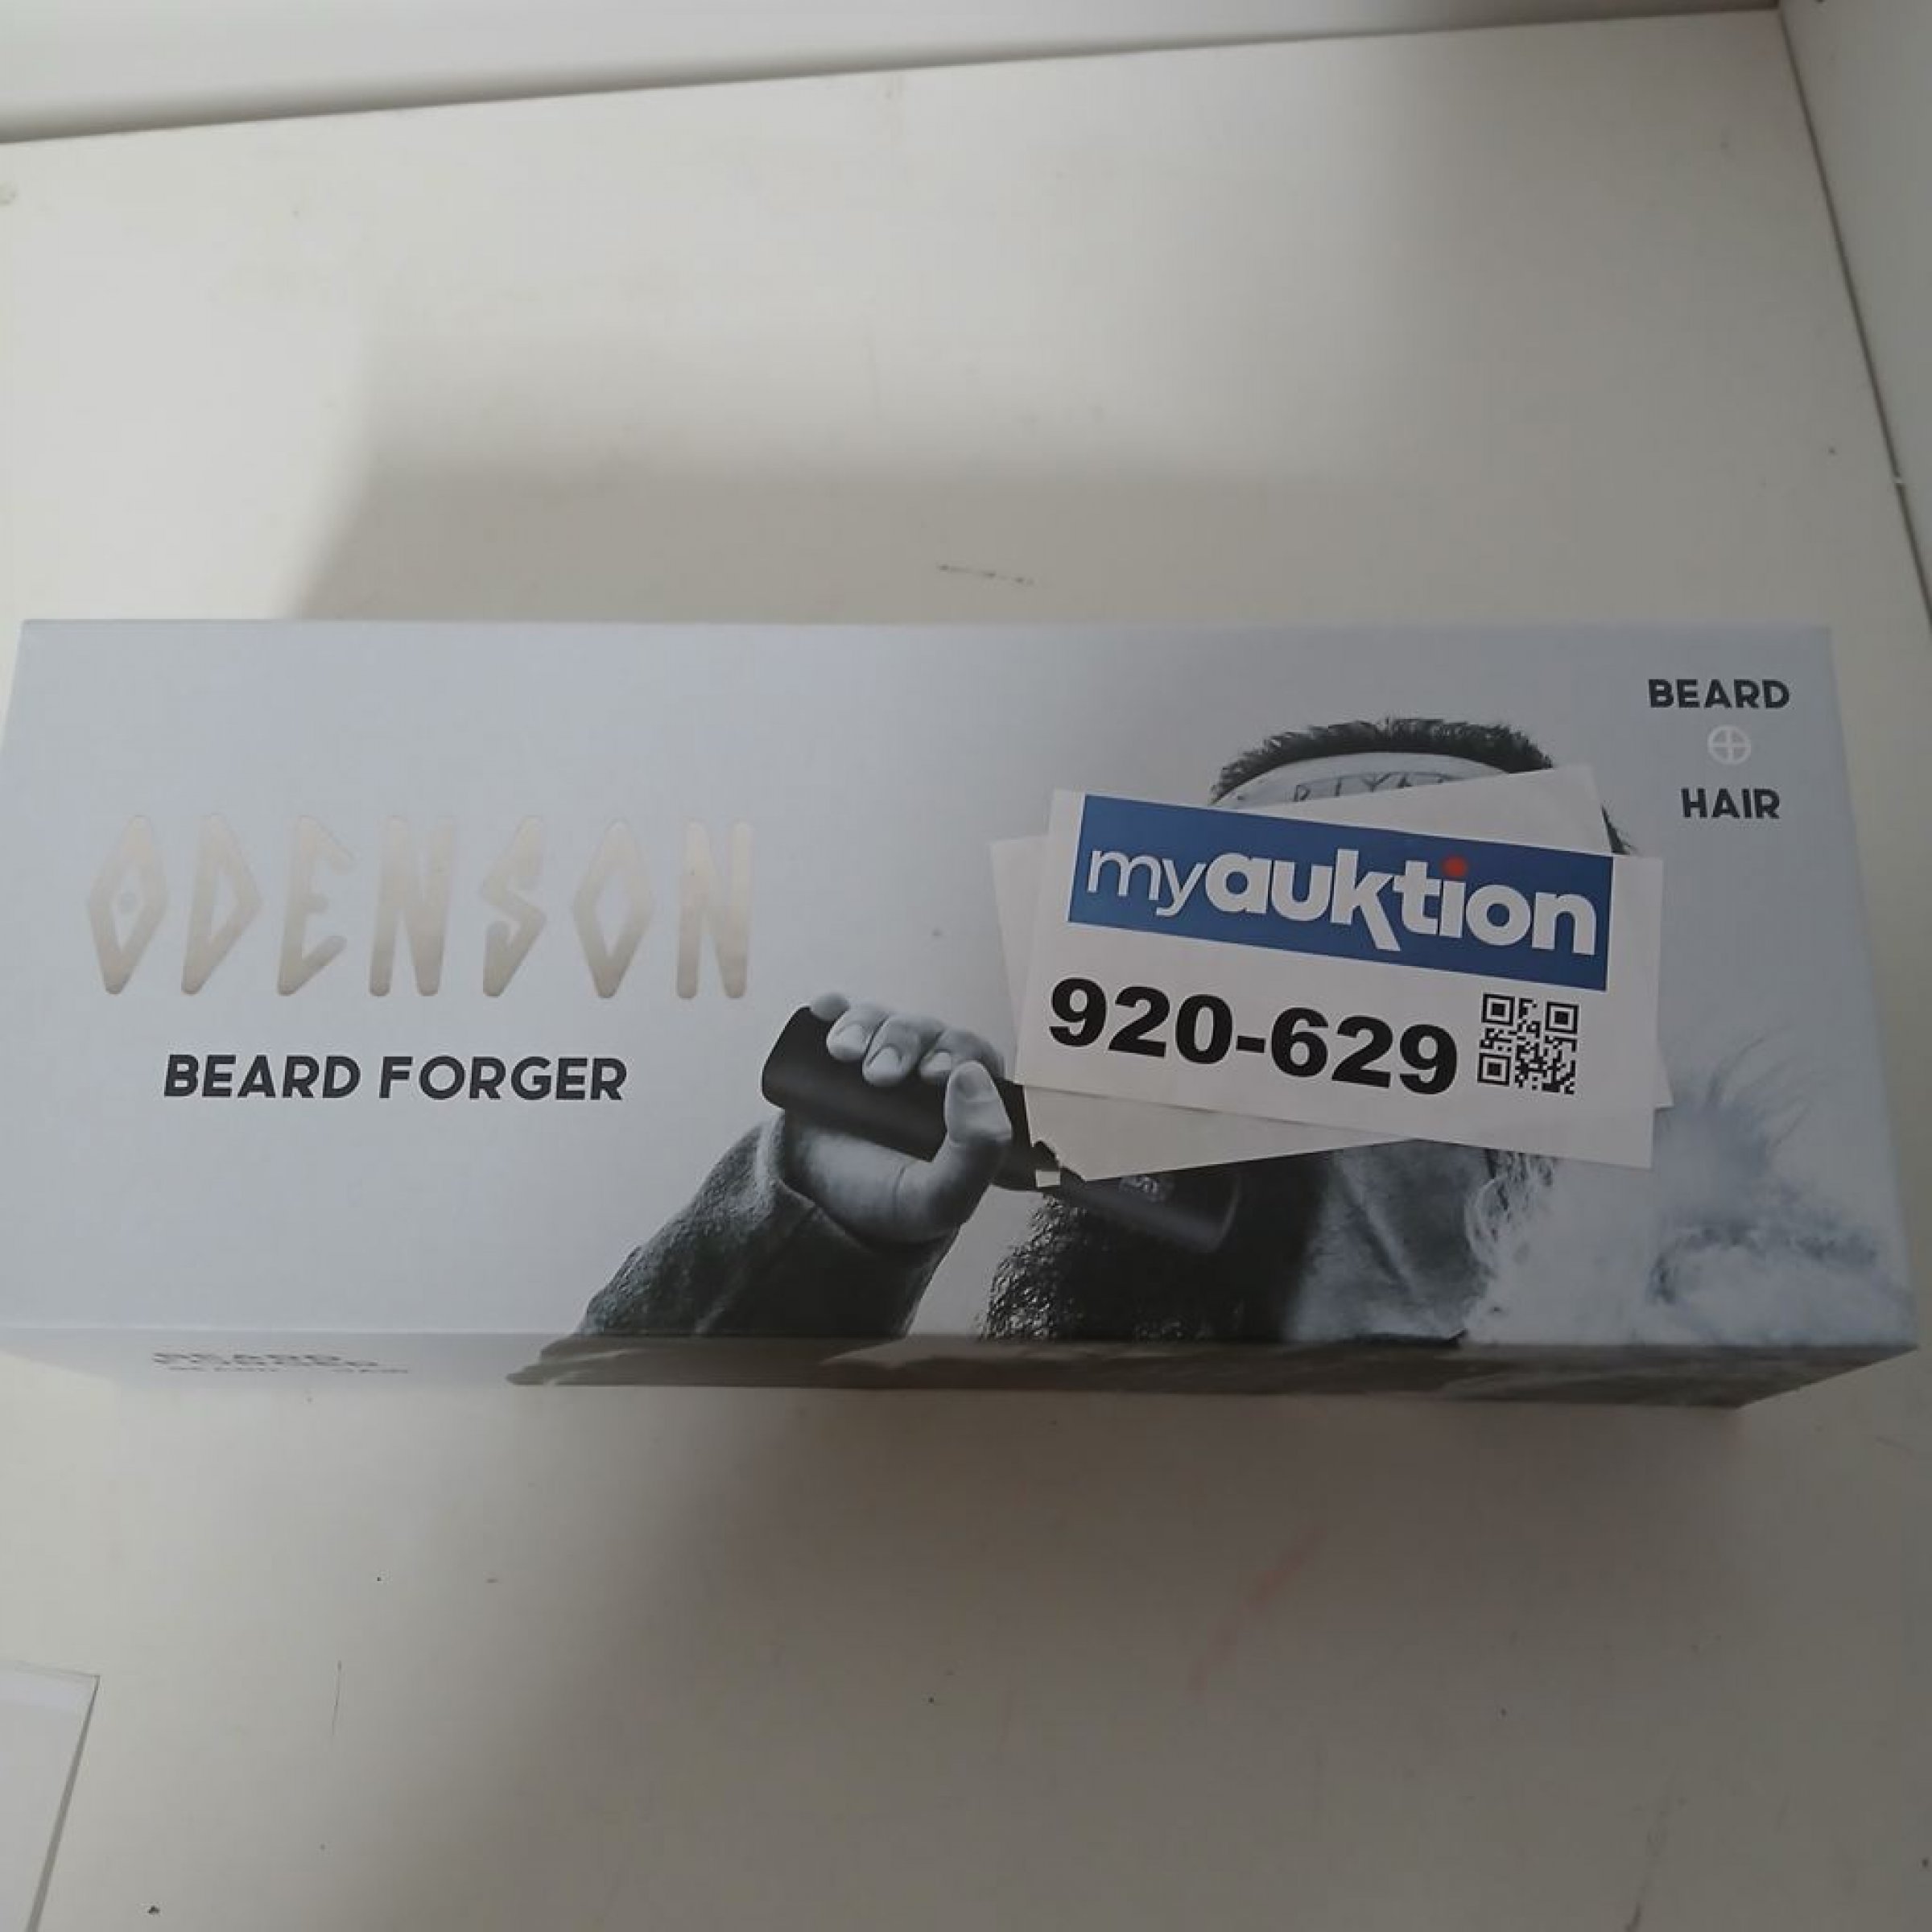 BEARD
HAIR
myauktion
920-629
ODENSON
BEARD FORGER